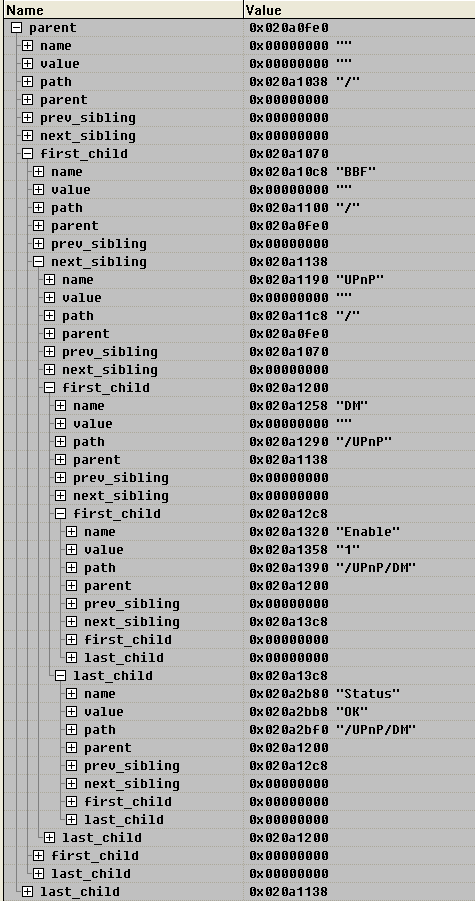 Name Value
parent 0x020a0fe0
name 0x00000000 ""
value 0x00000000 ""
path 0x020a1038 "/"
parent 0x00000000
prev_sibling 0x00000000
next_sibling 0x00000000
first_child 0x020a1070
name 0x020a10c8 "BBF"
value 0x00000000 ""
path 0x020a1100 "/"
parent 0x020a0fe0
prev_sibling 0x00000000
next_sibling 0x020a1138
name 0x020a1190 "UPnP"
value 0x00000000 ""
path 0x020a11c8 "/"
parent 0x020a0fe0
prev_sibling 0x020a1070
next_sibling 0x00000000
first_child 0x020a1200
name 0x020a1258 "DM"
value 0x00000000 ""
path 0x020a1290 "/UPnP"
parent 0x020a1138
prev_sibling 0x00000000
next_sibling 0x00000000
first_child 0x020a12c8
name 0x020a1320 "Enable"
value 0x020a1358 "1"
path 0x020a1390 "/UPnP/DM"
parent 0x020a1200
prev_sibling 0x00000000
next_sibling 0x020a13c8
first_child 0x00000000
last_child 0x00000000
last_child 0x020a13c8
name 0x020a2b80 "Status"
value 0x020a2bb8 "OK"
path 0x020a2bf0 "/UPnP/DM"
parent 0x020a1200
prev_sibling 0x020a12c8
next_sibling 0x00000000
first_child 0x00000000
last_child 0x00000000
last_child 0x020a1200
first_child 0x00000000
last_child 0x00000000
last_child 0x020a1138